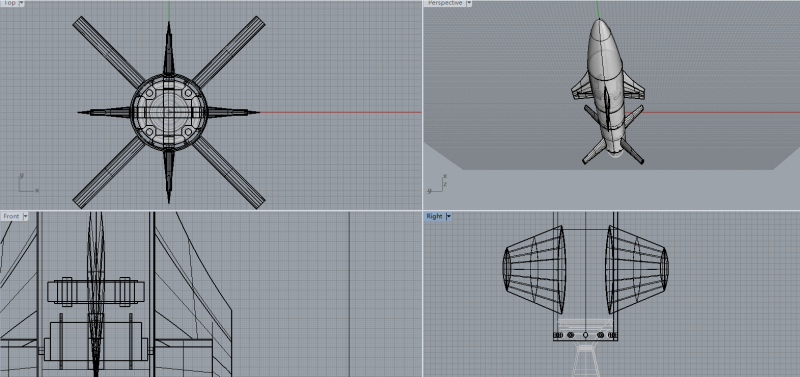 Top
Perspective
y
x
x
z
y
Front
Right